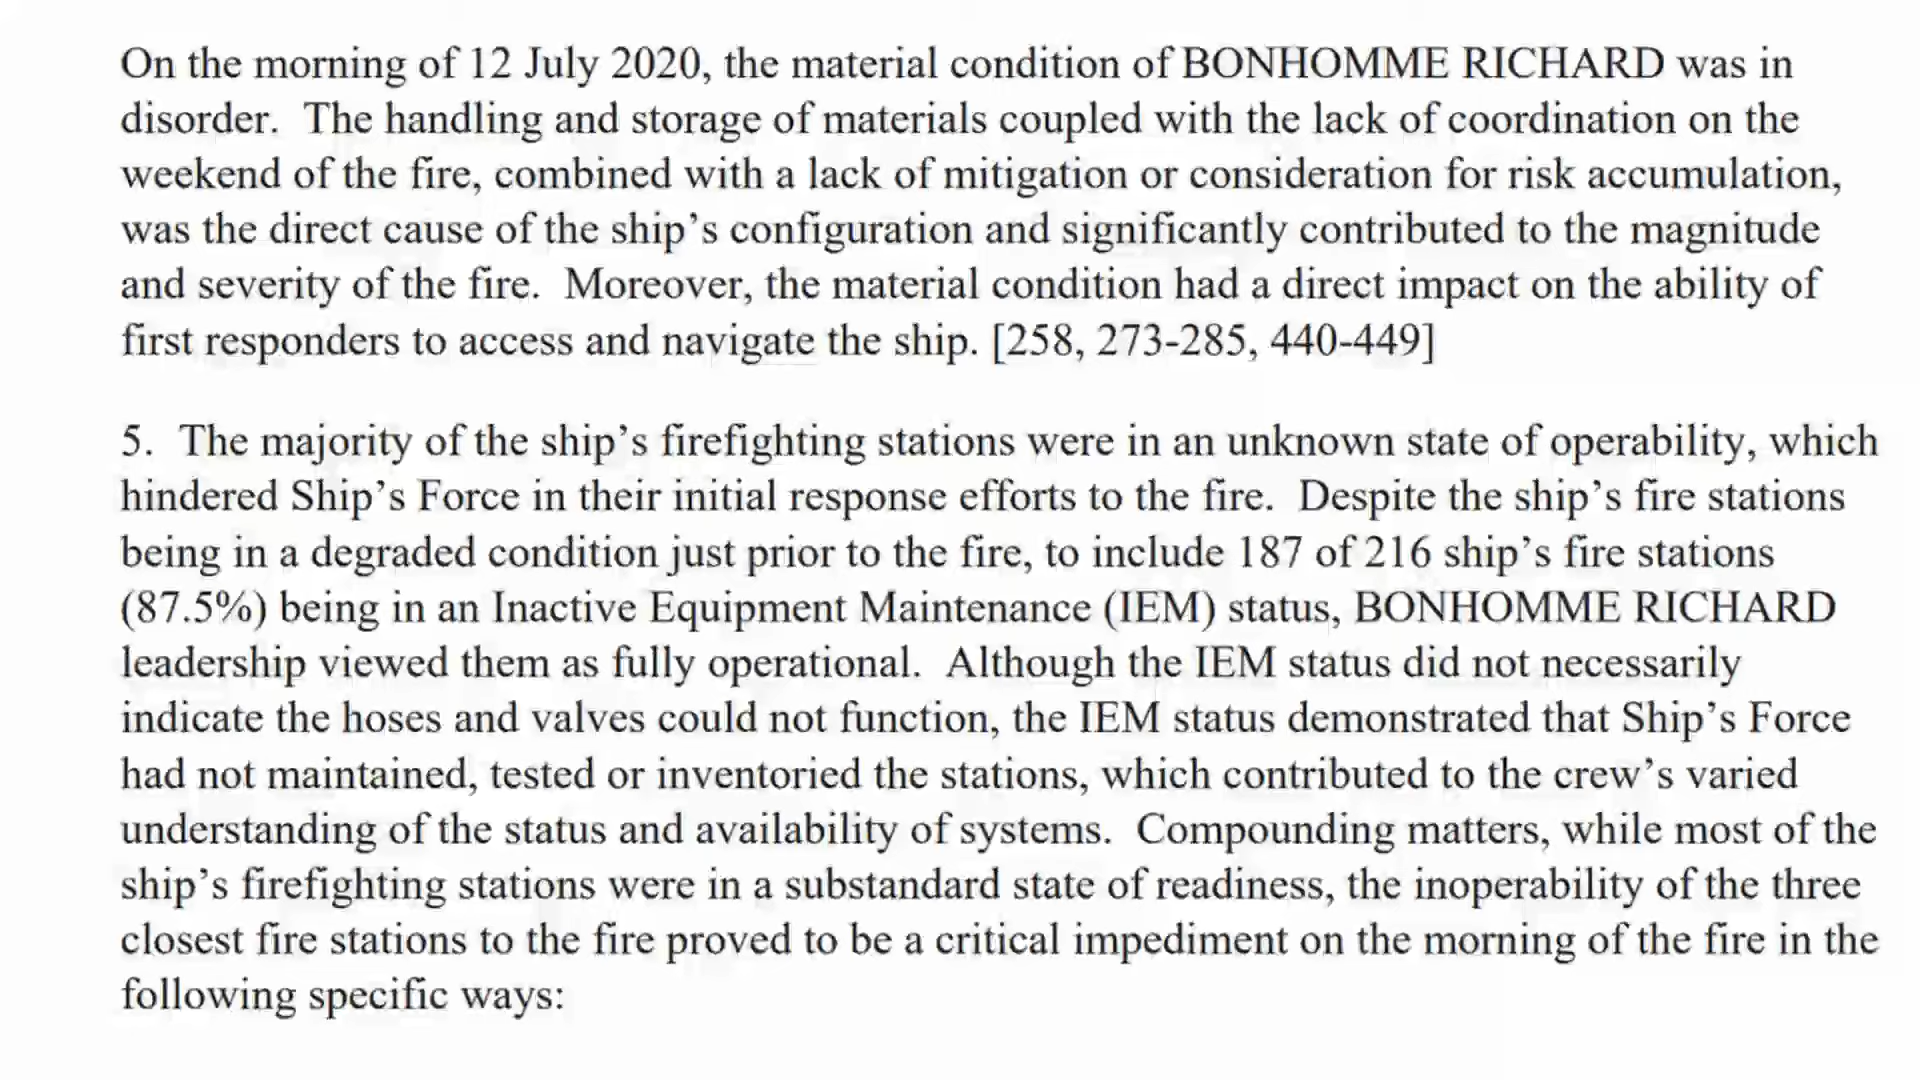 On the morning of 12 July 2020, the material condition of BONHOMME RICHARD was in
disorder.  The handling and storage of materials coupled with the lack of coordination on the
weekend of the fire, combined with a lack of mitigation or consideration for risk accumulation,
was the direct cause of the ship’s configuration and significantly contributed to the magnitude
and severity of the fire.  Moreover, the material condition had a direct impact on the ability of
first responders to access and navigate the ship. [258, 273-285, 440-449]
5.  The majority of the ship’s firefighting stations were in an unknown state of operability, which
hindered Ship’s Force in their initial response efforts to the fire.  Despite the ship’s fire stations
being in a degraded condition just prior to the fire, to include 187 of 216 ship’s fire stations
(87.5%) being in an Inactive Equipment Maintenance (IEM) status, BONHOMME RICHARD
leadership viewed them as fully operational.  Although the IEM status did not necessarily
indicate the hoses and valves could not function, the IEM status demonstrated that Ship’s Force
had not maintained, tested or inventoried the stations, which contributed to the crew’s varied
understanding of the status and availability of systems.  Compounding matters, while most of the
ship’s firefighting stations were in a substandard state of readiness, the inoperability of the three
closest fire stations to the fire proved to be a critical impediment on the morning of the fire in the
following specific ways: